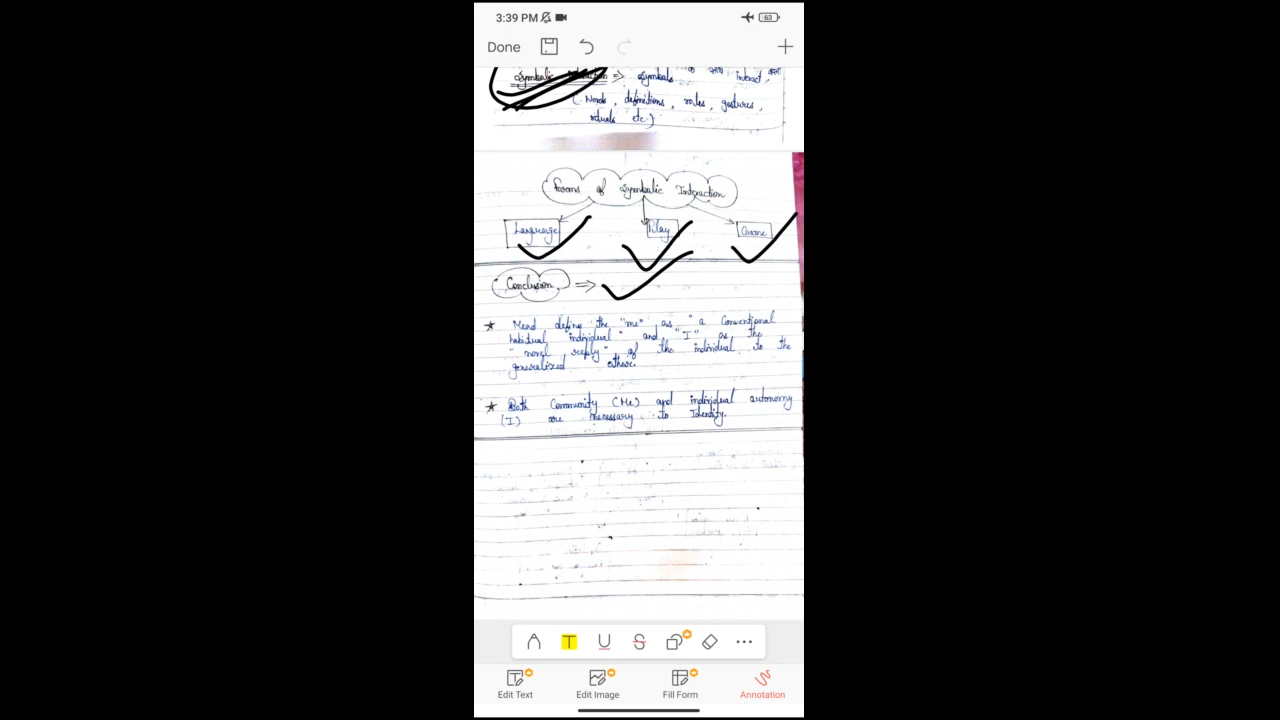 3:39 PM 63
Done
Symbolic Interaction ⇒ Symbols के साथ interact करना
(Words, definitions, roles, gestures,
rituals etc.)
Forms of Symbolic Interaction
Language Play Game
Conclusion ⇒
★ Mead define the "me" as "a Conventional
habitual individual" and "I" as the
"novel reply" of the individual to the
generalized others.
★ Both Community (Me) and individual autonomy
(I) are necessary to Identity.
Edit Text Edit Image Fill Form Annotation